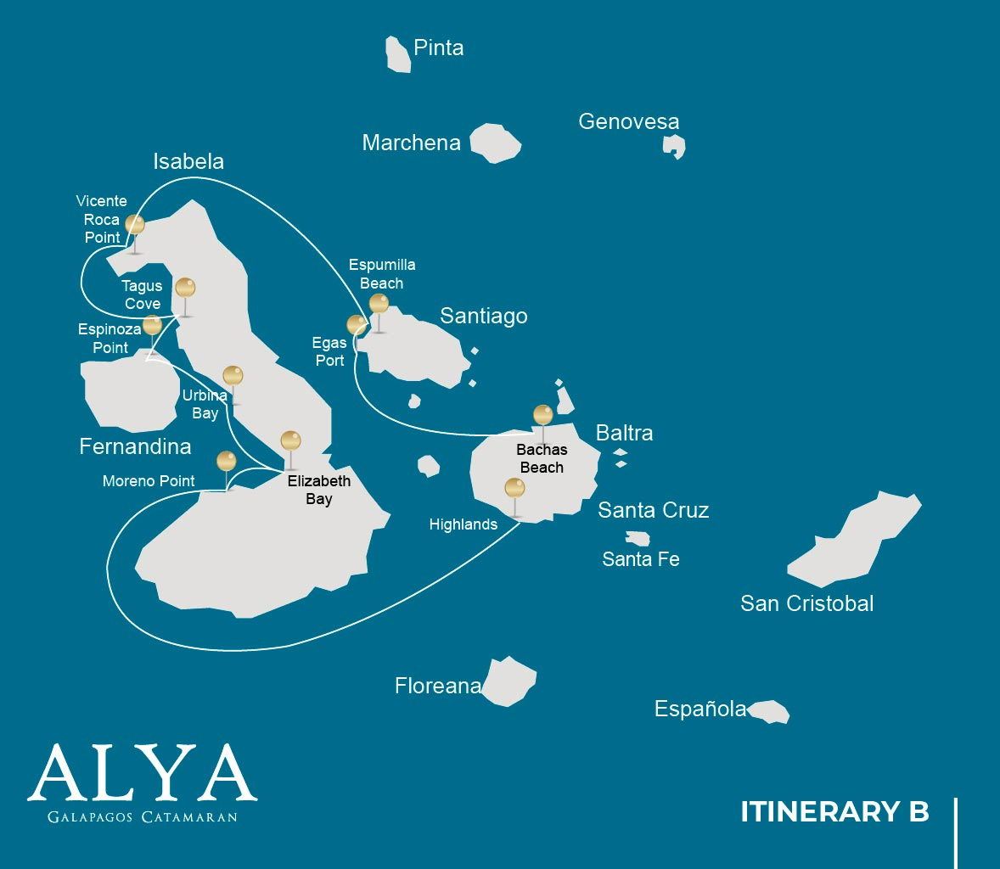 Pinta
Genovesa
Marchena
Isabela
Vicente
Roca
Point
Espumilla
Beach
Tagus
Cove
Santiago
Espinoza
Point
Egas
Port
Urbina
Bay
Baltra
Fernandina
Bachas
Beach
Moreno Point
Elizabeth
Bay
Santa Cruz
Highlands
Santa Fe
San Cristobal
Floreana
Española
ALYA
GALAPAGOS CATAMARAN
ITINERARY B